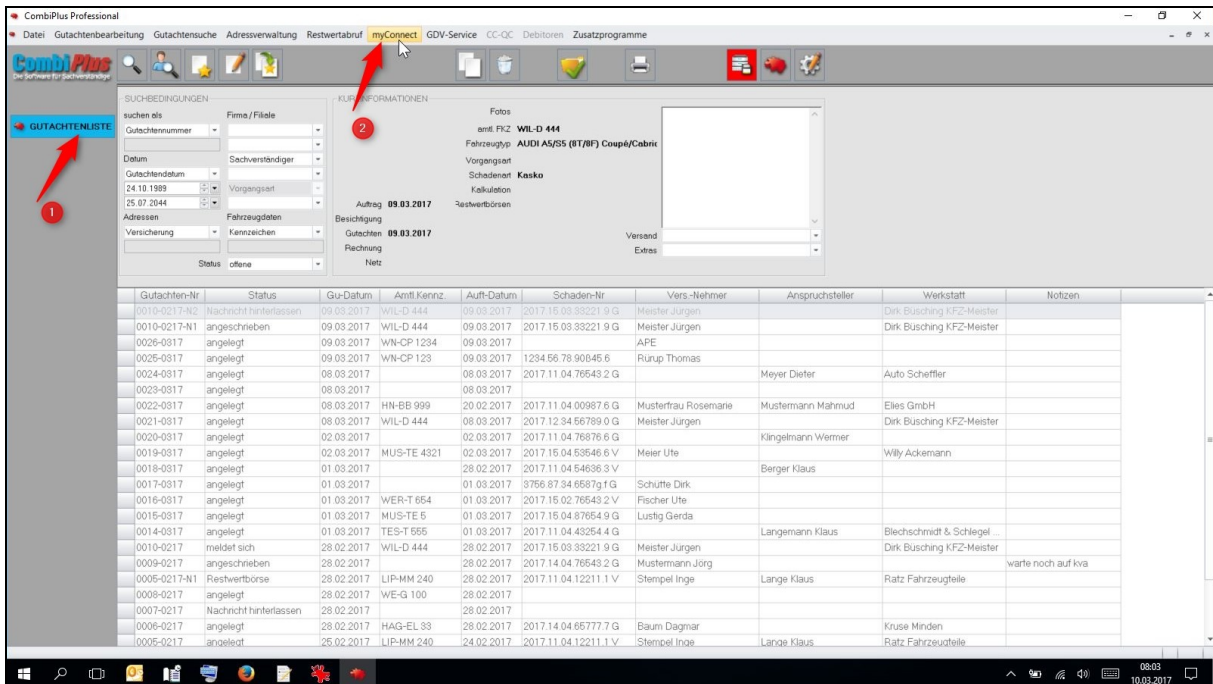 CombiPlus Professional
Datei Gutachtenbearbeitung Gutachtensuche Adressverwaltung Restwertabruf myConnect GDV-Service CC-QC Debitoren Zusatzprogramme
CombiPlus
Die Software für Sachverständige
GUTACHTENLISTE
1
2
SUCHBEDINGUNGEN
suchen als Firma / Filiale
Gutachtennummer
Datum Sachverständiger
Gutachtendatum
24.10.1989 Vorgangsart
25.07.2044
Adressen Fahrzeugdaten
Versicherung Kennzeichen
Status offene
INFORMATIONEN
Fotos
amtl. FKZ WIL-D 444
Fahrzeugtyp AUDI A5/S5 (8T/8F) Coupé/Cabric
Vorgangsart
Schadenart Kasko
Kalkulation
Auftrag 09.03.2017 Restwertbörsen
Besichtigung
Gutachten 09.03.2017 Versand
Rechnung Extras
Netz
Gutachten-Nr Status Gu-Datum Amtl.Kennz. Auft-Datum Schaden-Nr Vers.-Nehmer Anspruchsteller Werkstatt Notizen
0010-0217-N2 Nachricht hinterlassen 09.03.2017 WIL-D 444 09.03.2017 2017.15.03.33221.9 G Meister Jürgen Dirk Büsching KFZ-Meister
0010-0217-N1 angeschrieben 09.03.2017 WIL-D 444 09.03.2017 2017.15.03.33221.9 G Meister Jürgen Dirk Büsching KFZ-Meister
0026-0317 angelegt 09.03.2017 WN-CP 1234 09.03.2017 APE
0025-0317 angelegt 09.03.2017 WN-CP 123 09.03.2017 1234.56.78.90B45.6 Rürup Thomas
0024-0317 angelegt 08.03.2017 08.03.2017 2017.11.04.76543.2 G Meyer Dieter Auto Scheffler
0023-0317 angelegt 08.03.2017 08.03.2017
0022-0317 angelegt 08.03.2017 HN-BB 999 20.02.2017 2017.11.04.00987.6 G Musterfrau Rosemarie Mustermann Mahmud Elies GmbH
0021-0317 angelegt 08.03.2017 WIL-D 444 08.03.2017 2017.12.34.56789.0 G Meister Jürgen Dirk Büsching KFZ-Meister
0020-0317 angelegt 02.03.2017 02.03.2017 2017.11.04.76876.6 G Klingelmann Wermer
0019-0317 angelegt 02.03.2017 MUS-TE 4321 02.03.2017 2017.15.04.53546.6 V Meier Ute Willy Ackemann
0018-0317 angelegt 01.03.2017 28.02.2017 2017.11.04.54636.3 V Berger Klaus
0017-0317 angelegt 01.03.2017 01.03.2017 3756.87.34.6587g.f G Schütte Dirk
0016-0317 angelegt 01.03.2017 WER-T 654 01.03.2017 2017.15.02.76543.2 V Fischer Ute
0015-0317 angelegt 01.03.2017 MUS-TE 5 01.03.2017 2017.15.04.87654.9 G Lustig Gerda
0014-0317 angelegt 01.03.2017 TES-T 555 01.03.2017 2017.11.04.43254.4 G Langemann Klaus Blechschmidt & Schlegel ...
0010-0217 meldet sich 28.02.2017 WIL-D 444 28.02.2017 2017.15.03.33221.9 G Meister Jürgen Dirk Büsching KFZ-Meister
0009-0217 angeschrieben 28.02.2017 28.02.2017 2017.14.04.76543.2 G Mustermann Jörg warte noch auf kva
0005-0217-N1 Restwertbörse 28.02.2017 LIP-MM 240 28.02.2017 2017.11.04.12211.1 V Stempel Inge Lange Klaus Ratz Fahrzeugteile
0008-0217 angelegt 28.02.2017 WE-G 100 28.02.2017
0007-0217 Nachricht hinterlassen 28.02.2017 28.02.2017
0006-0217 angelegt 28.02.2017 HAG-EL 33 28.02.2017 2017.14.04.65777.7 G Baum Dagmar Kruse Minden
0005-0217 angelegt 25.02.2017 LIP-MM 240 24.02.2017 2017.11.04.12211.1 V Stempel Inge Lange Klaus Ratz Fahrzeugteile
08:03
10.03.2017